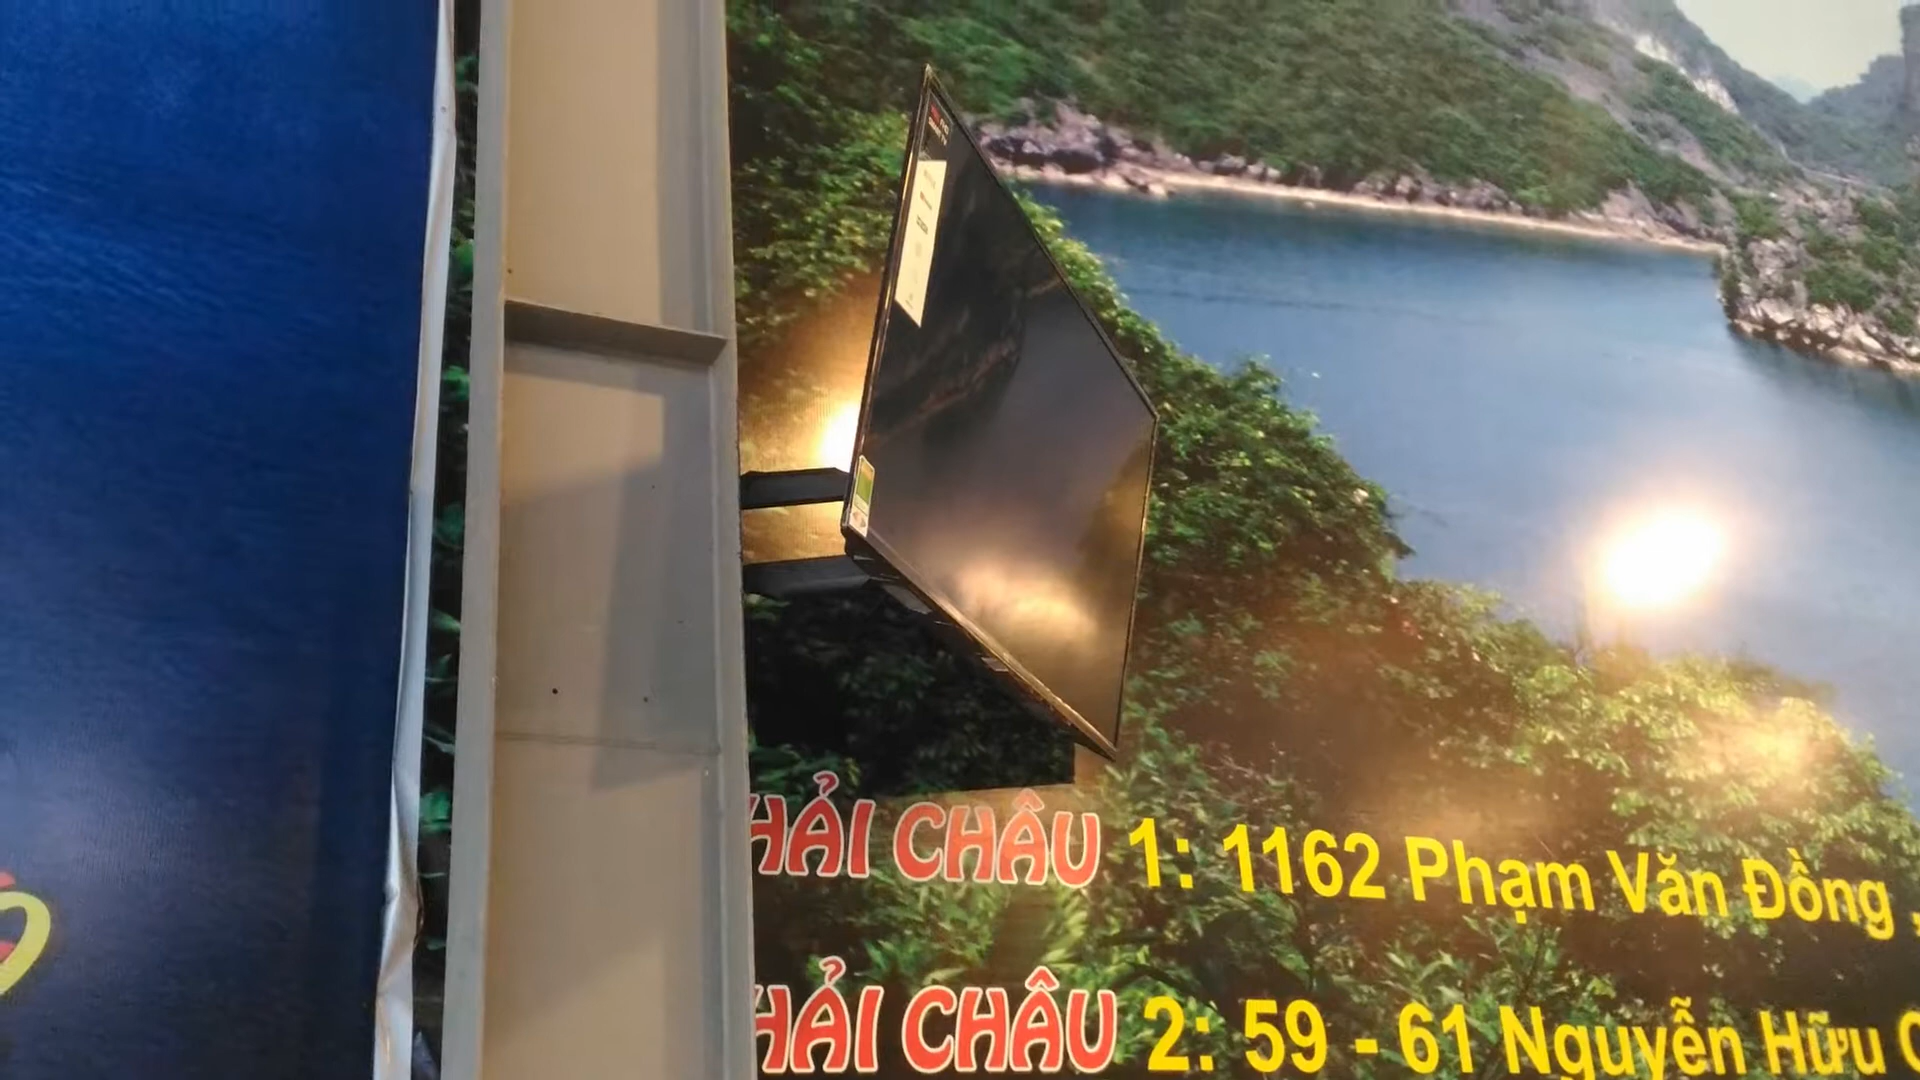 HẢI CHÂU 1: 1162 Phạm Văn Đồng ,
HẢI CHÂU 2: 59 - 61 Nguyễn Hữu